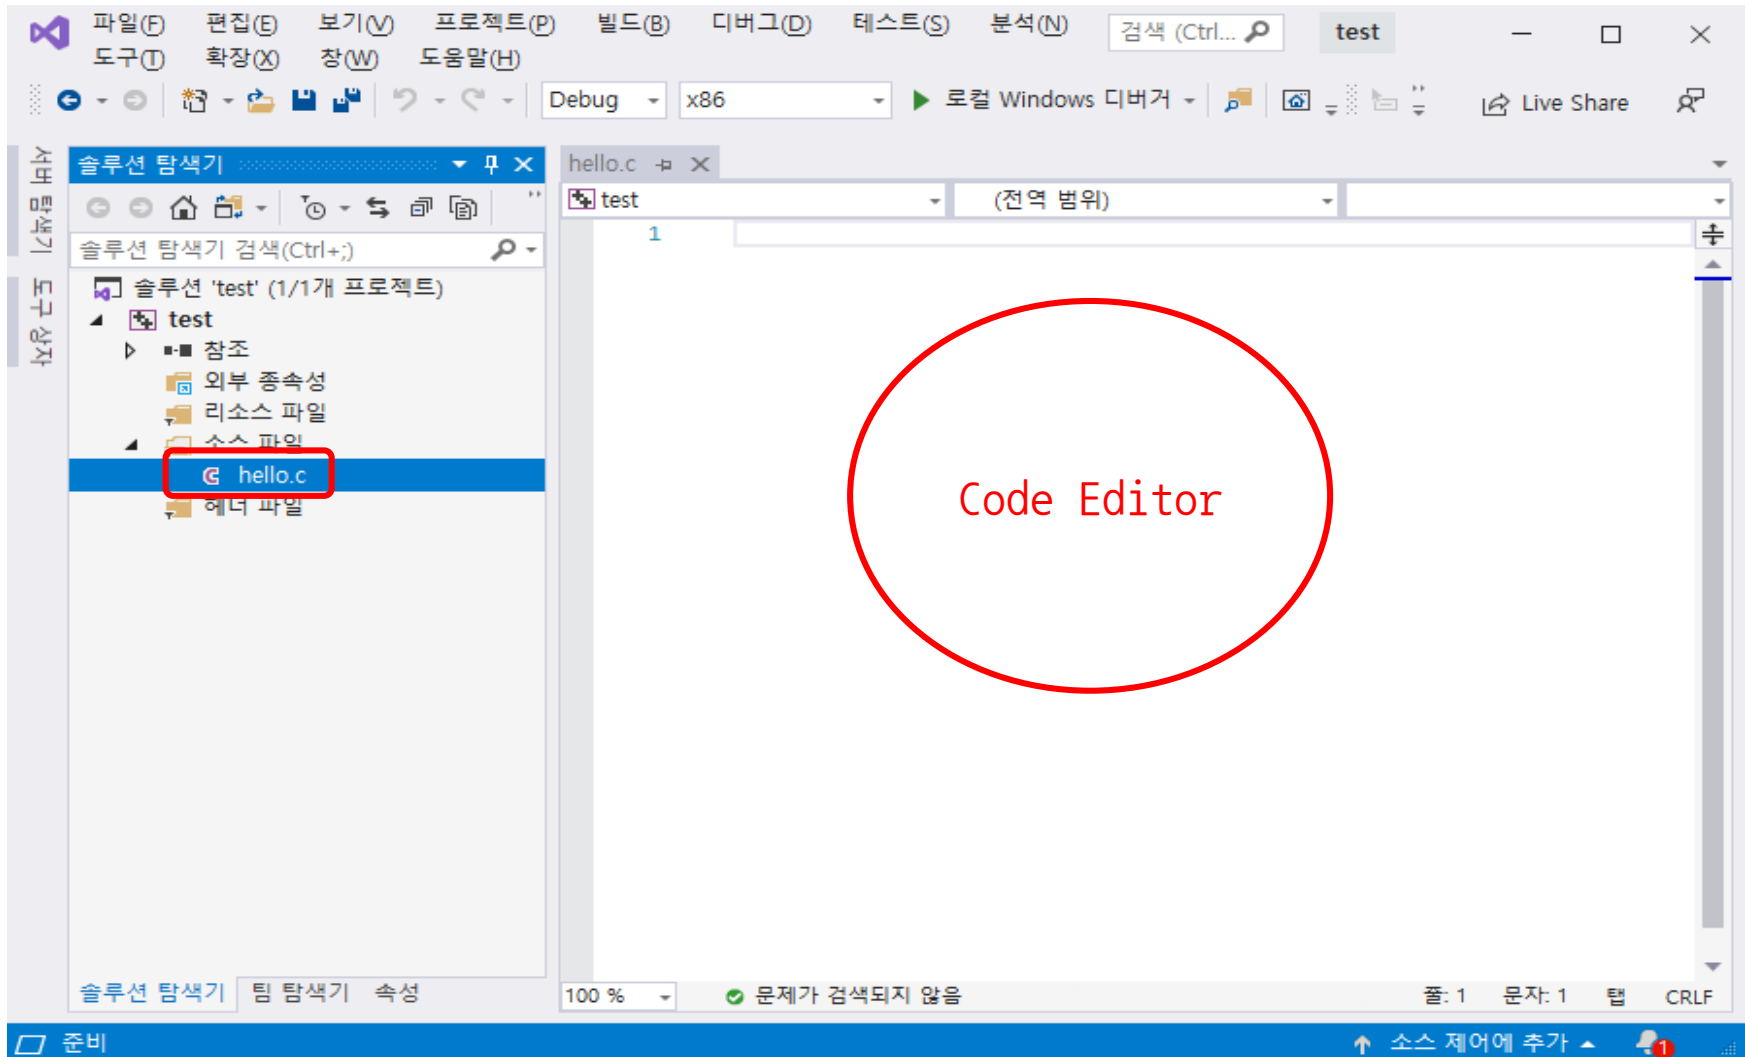 파일(F) 편집(E) 보기(V) 프로젝트(P) 빌드(B) 디버그(D) 테스트(S) 분석(N) 검색 (Ctrl... test
도구(T) 확장(X) 창(W) 도움말(H)
Debug x86 로컬 Windows 디버거 Live Share
서버 탐색기
도구 상자
솔루션 탐색기
솔루션 탐색기 검색(Ctrl+;)
솔루션 'test' (1/1개 프로젝트)
test
참조
외부 종속성
리소스 파일
소스 파일
hello.c
헤더 파일
솔루션 탐색기 팀 탐색기 속성
hello.c
test (전역 범위)
1
Code Editor
100 % 문제가 검색되지 않음 줄: 1 문자: 1 탭 CRLF
준비 소스 제어에 추가 1